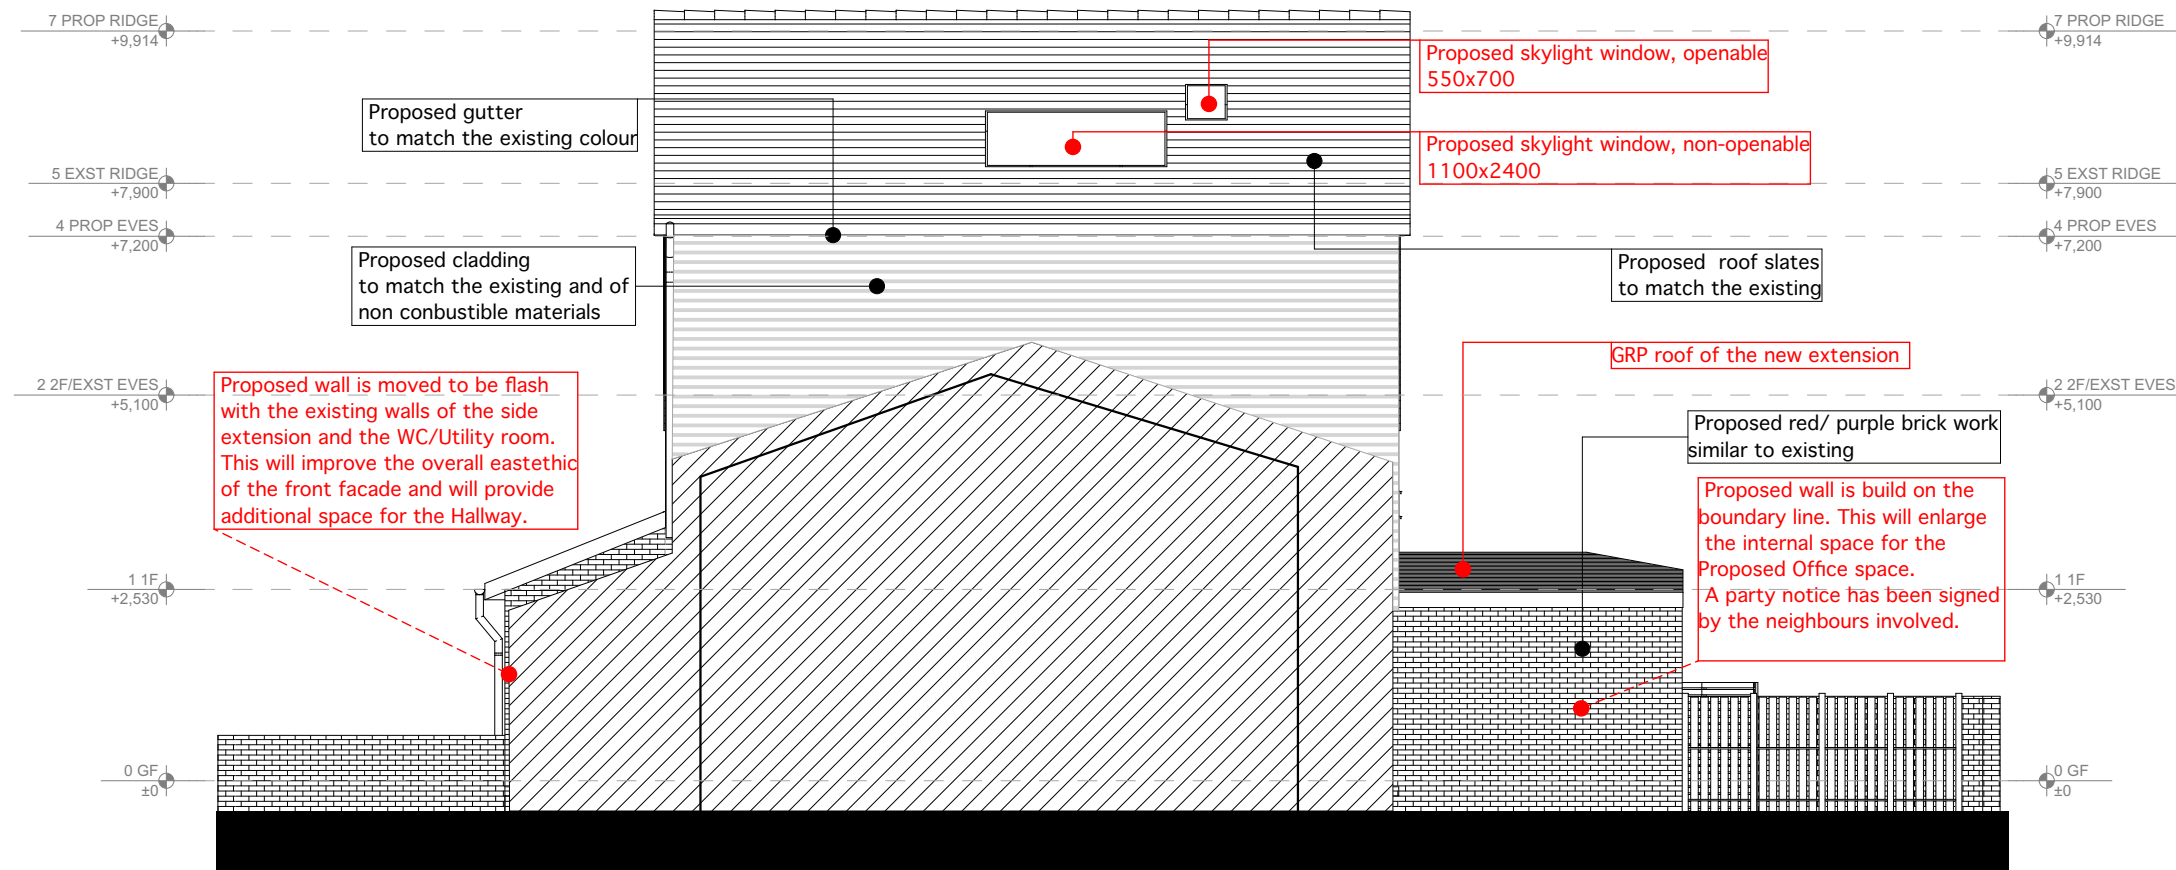 7 PROP RIDGE
+9,914
7 PROP RIDGE
+9,914
Proposed skylight window, openable
550x700
Proposed gutter
to match the existing colour
Proposed skylight window, non-openable
1100x2400
5 EXST RIDGE
+7,900
5 EXST RIDGE
+7,900
4 PROP EVES
+7,200
4 PROP EVES
+7,200
Proposed cladding
to match the existing and of
non conbustible materials
Proposed roof slates
to match the existing
GRP roof of the new extension
2 2F/EXST EVES
+5,100
2 2F/EXST EVES
+5,100
Proposed wall is moved to be flash
with the existing walls of the side
extension and the WC/Utility room.
This will improve the overall eastethic
of the front facade and will provide
additional space for the Hallway.
Proposed red/ purple brick work
similar to existing
Proposed wall is build on the
boundary line. This will enlarge
the internal space for the
Proposed Office space.
A party notice has been signed
by the neighbours involved.
1 1F
+2,530
1 1F
+2,530
0 GF
±0
0 GF
±0